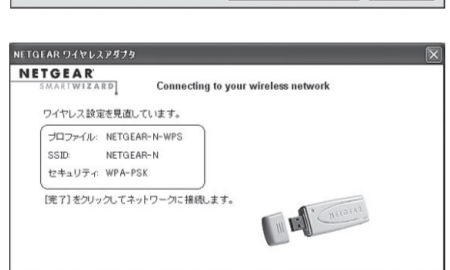 NETGEAR ワイヤレスアダプタ
NETGEAR
SMARTWIZARD
Connecting to your wireless network
ワイヤレス設定を見直しています。
プロファイル: NETGEAR-N-WPS
SSID: NETGEAR-N
セキュリティ: WPA-PSK
[完了]をクリックしてネットワークに接続します。
NETGEAR